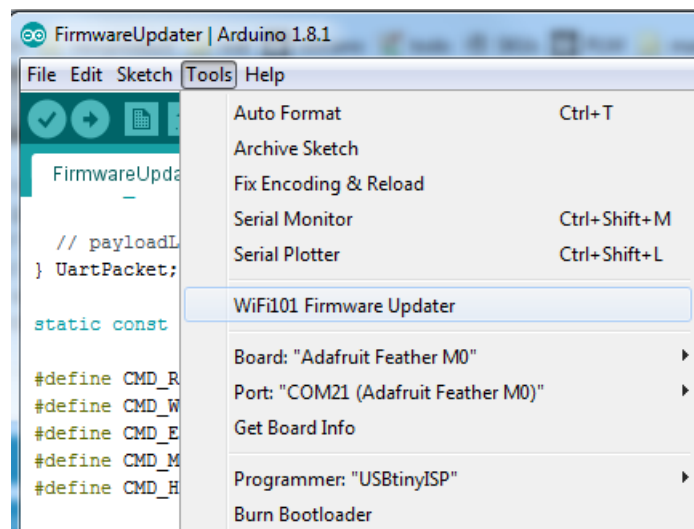 FirmwareUpdater | Arduino 1.8.1
File Edit Sketch Tools Help
Auto Format Ctrl+T
Archive Sketch
Fix Encoding & Reload
Serial Monitor Ctrl+Shift+M
Serial Plotter Ctrl+Shift+L
WiFi101 Firmware Updater
Board: "Adafruit Feather M0"
Port: "COM21 (Adafruit Feather M0)"
Get Board Info
Programmer: "USBtinyISP"
Burn Bootloader
FirmwareUpda
// payloadL
} UartPacket;
static const
#define CMD_R
#define CMD_W
#define CMD_E
#define CMD_M
#define CMD_H